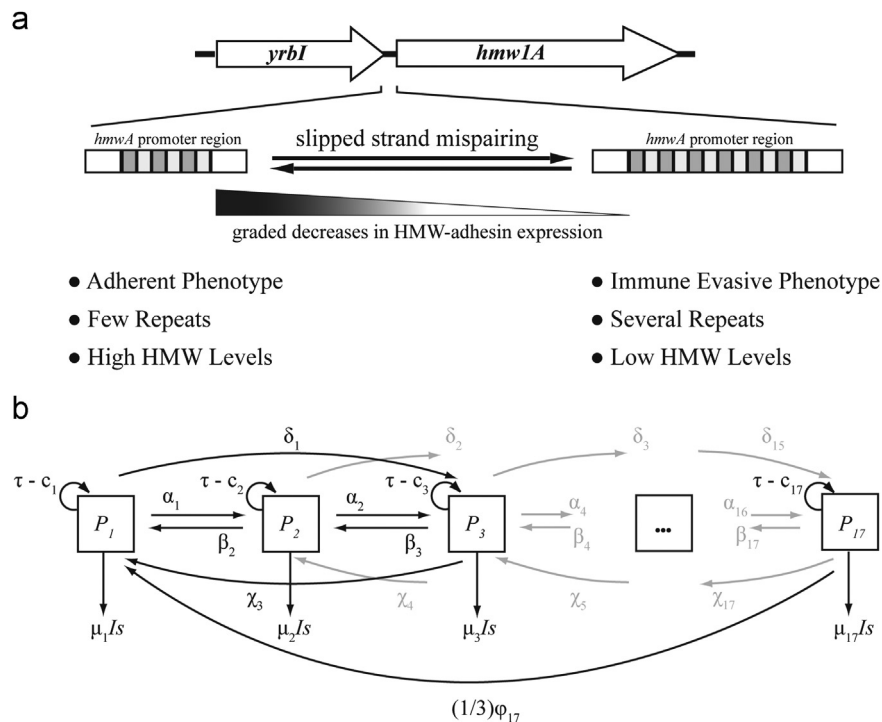 a
yrbI hmw1A
hmwA promoter region slipped strand mispairing hmwA promoter region
graded decreases in HMW-adhesin expression
● Adherent Phenotype ● Immune Evasive Phenotype
● Few Repeats ● Several Repeats
● High HMW Levels ● Low HMW Levels
b
δ₁ δ₂ δ₃ δ₁₅
τ - c₁ τ - c₂ τ - c₃ τ - c₁₇
α₁ α₂ α₄ α₁₆
P₁ P₂ P₃ ... P₁₇
β₂ β₃ β₄ β₁₇
χ₃ χ₄ χ₅ χ₁₇
μ₁Is μ₂Is μ₃Is μ₁₇Is
(1/3)φ₁₇